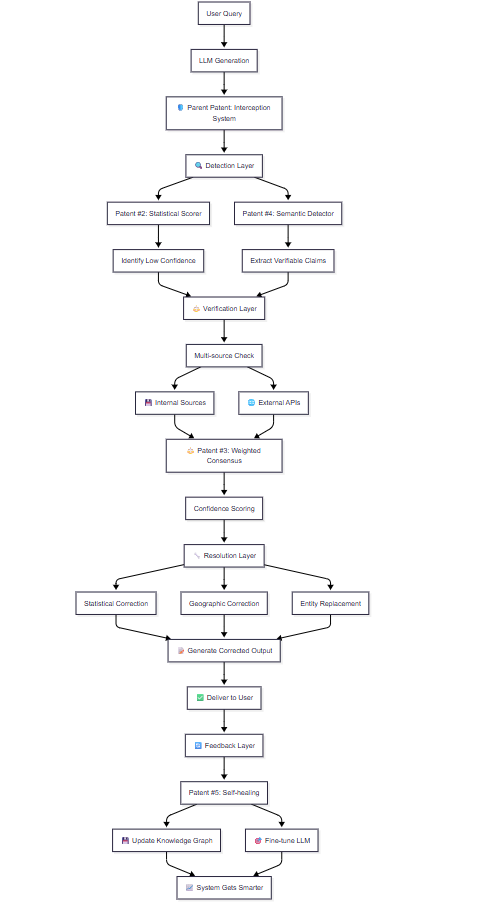 User Query
LLM Generation
Parent Patent: Interception
System
Detection Layer
Patent #2: Statistical Scorer
Patent #4: Semantic Detector
Identify Low Confidence
Extract Verifiable Claims
Verification Layer
Multi-source Check
Internal Sources
External APIs
Patent #3: Weighted
Consensus
Confidence Scoring
Resolution Layer
Statistical Correction
Geographic Correction
Entity Replacement
Generate Corrected Output
Deliver to User
Feedback Layer
Patent #5: Self-healing
Update Knowledge Graph
Fine-tune LLM
System Gets Smarter